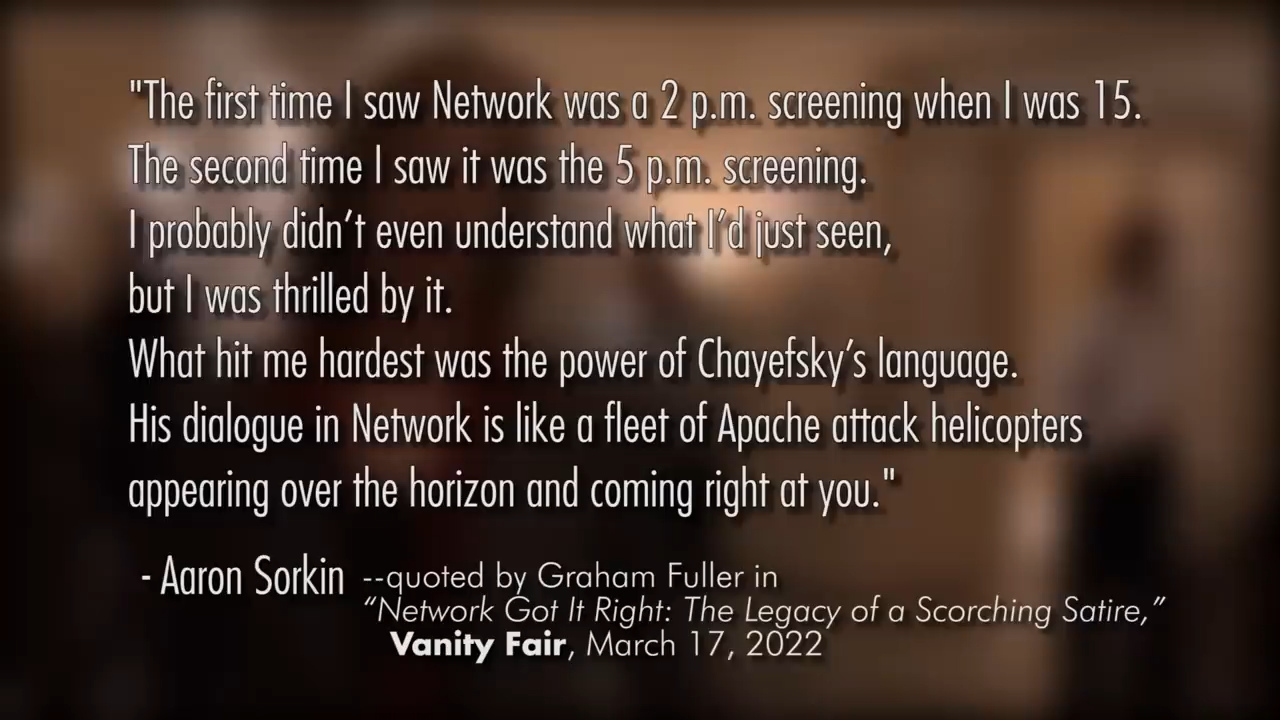 "The first time I saw Network was a 2 p.m. screening when I was 15.
The second time I saw it was the 5 p.m. screening.
I probably didn’t even understand what I’d just seen,
but I was thrilled by it.
What hit me hardest was the power of Chayefsky’s language.
His dialogue in Network is like a fleet of Apache attack helicopters
appearing over the horizon and coming right at you."
- Aaron Sorkin --quoted by Graham Fuller in
“Network Got It Right: The Legacy of a Scorching Satire,”
Vanity Fair, March 17, 2022